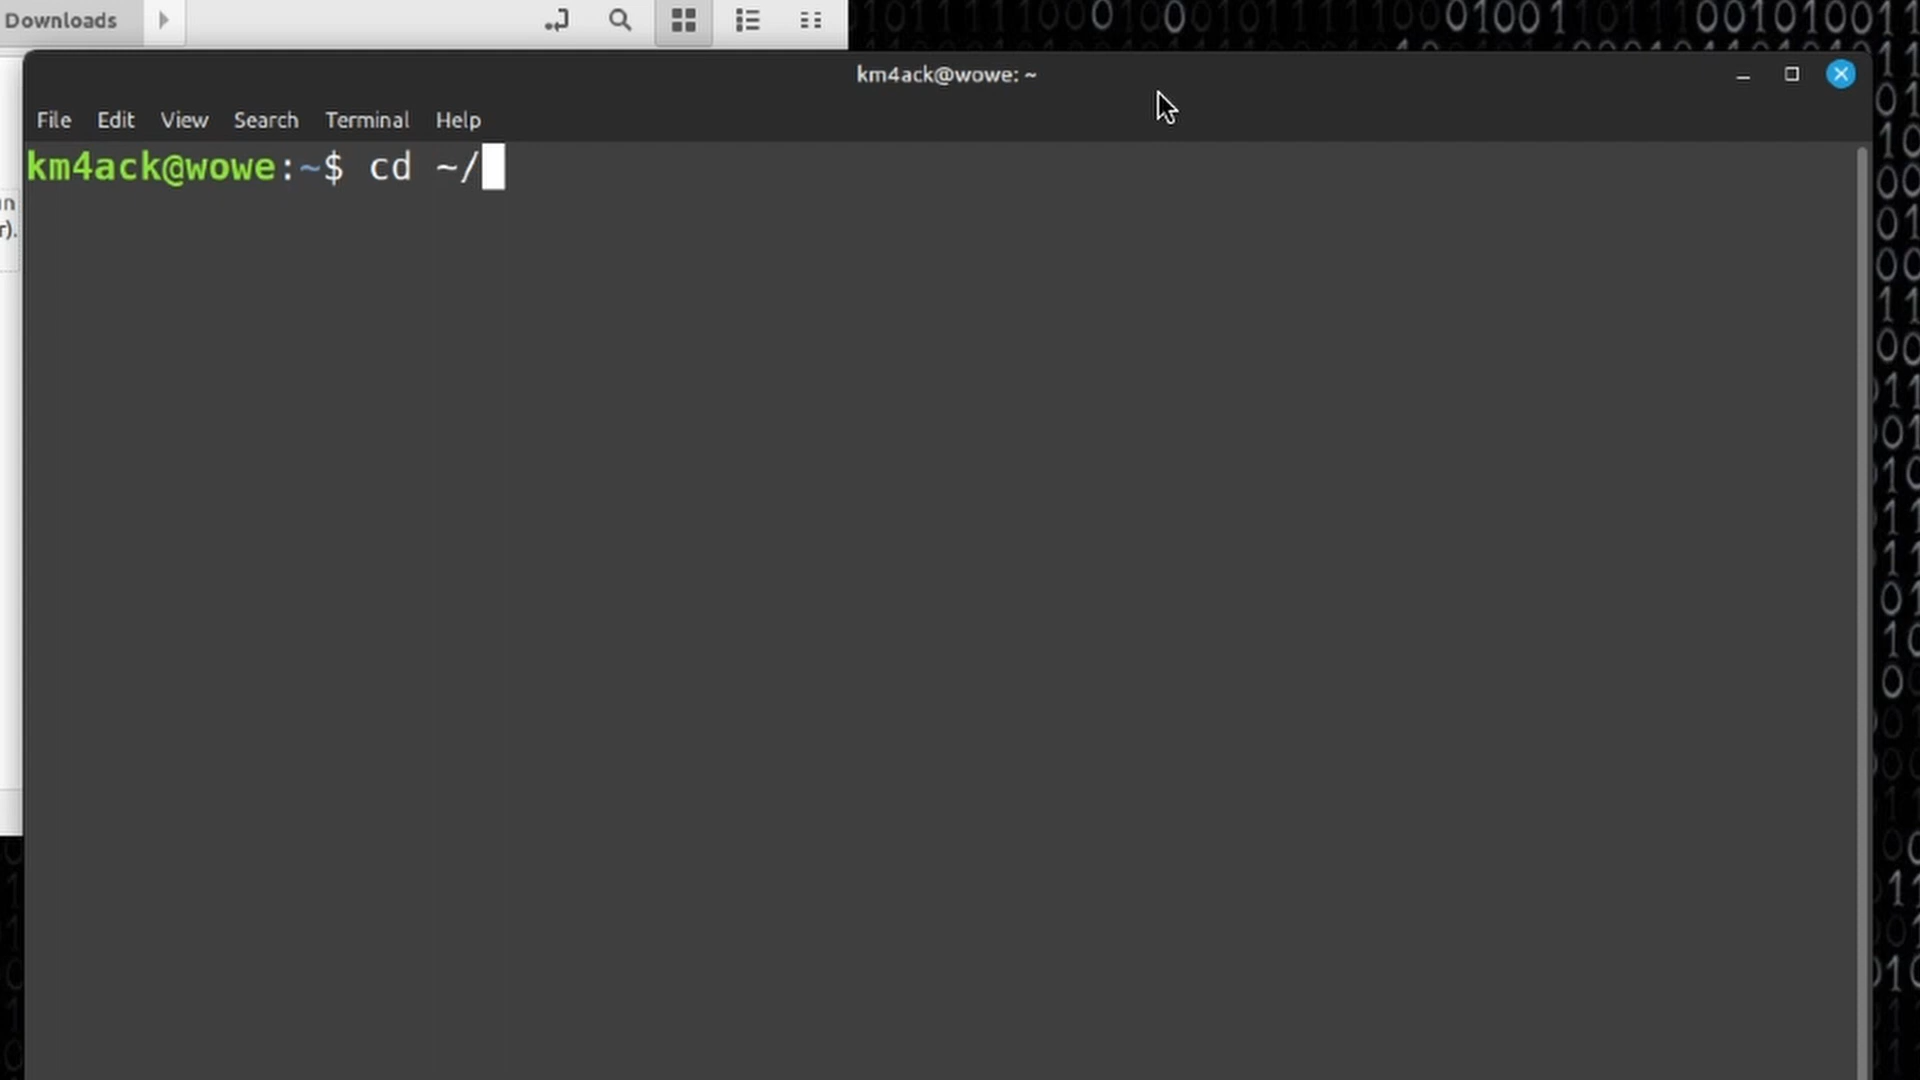 Downloads
km4ack@wowe: ~
File Edit View Search Terminal Help
km4ack@wowe:~$ cd ~/
r).